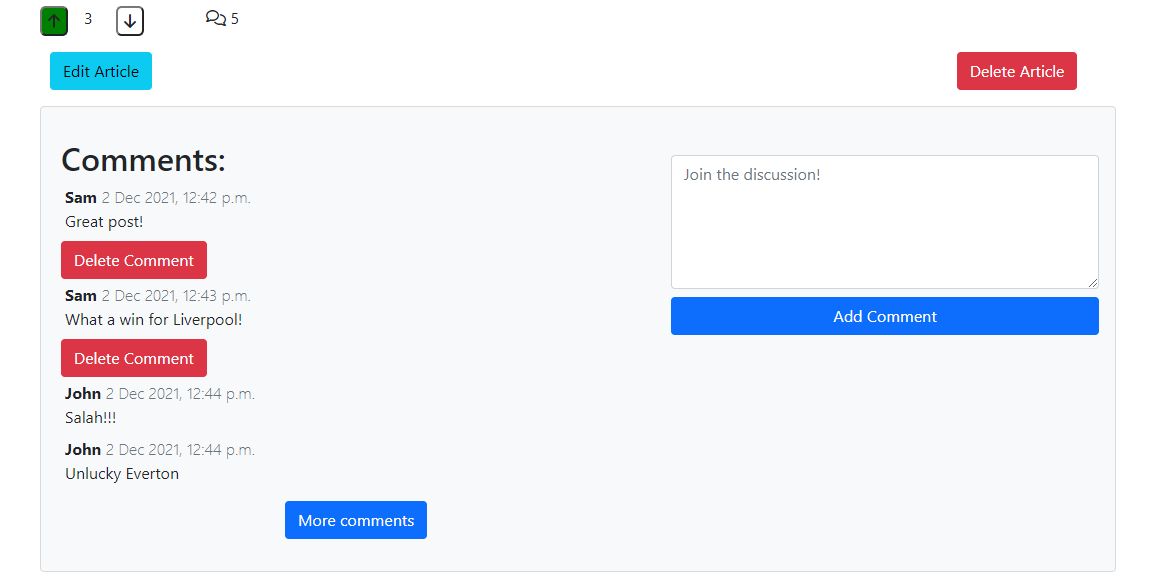 3 5
Edit Article Delete Article
Comments:
Sam 2 Dec 2021, 12:42 p.m.
Great post!
Delete Comment
Sam 2 Dec 2021, 12:43 p.m.
What a win for Liverpool!
Delete Comment
John 2 Dec 2021, 12:44 p.m.
Salah!!!
John 2 Dec 2021, 12:44 p.m.
Unlucky Everton
More comments
Join the discussion!
Add Comment